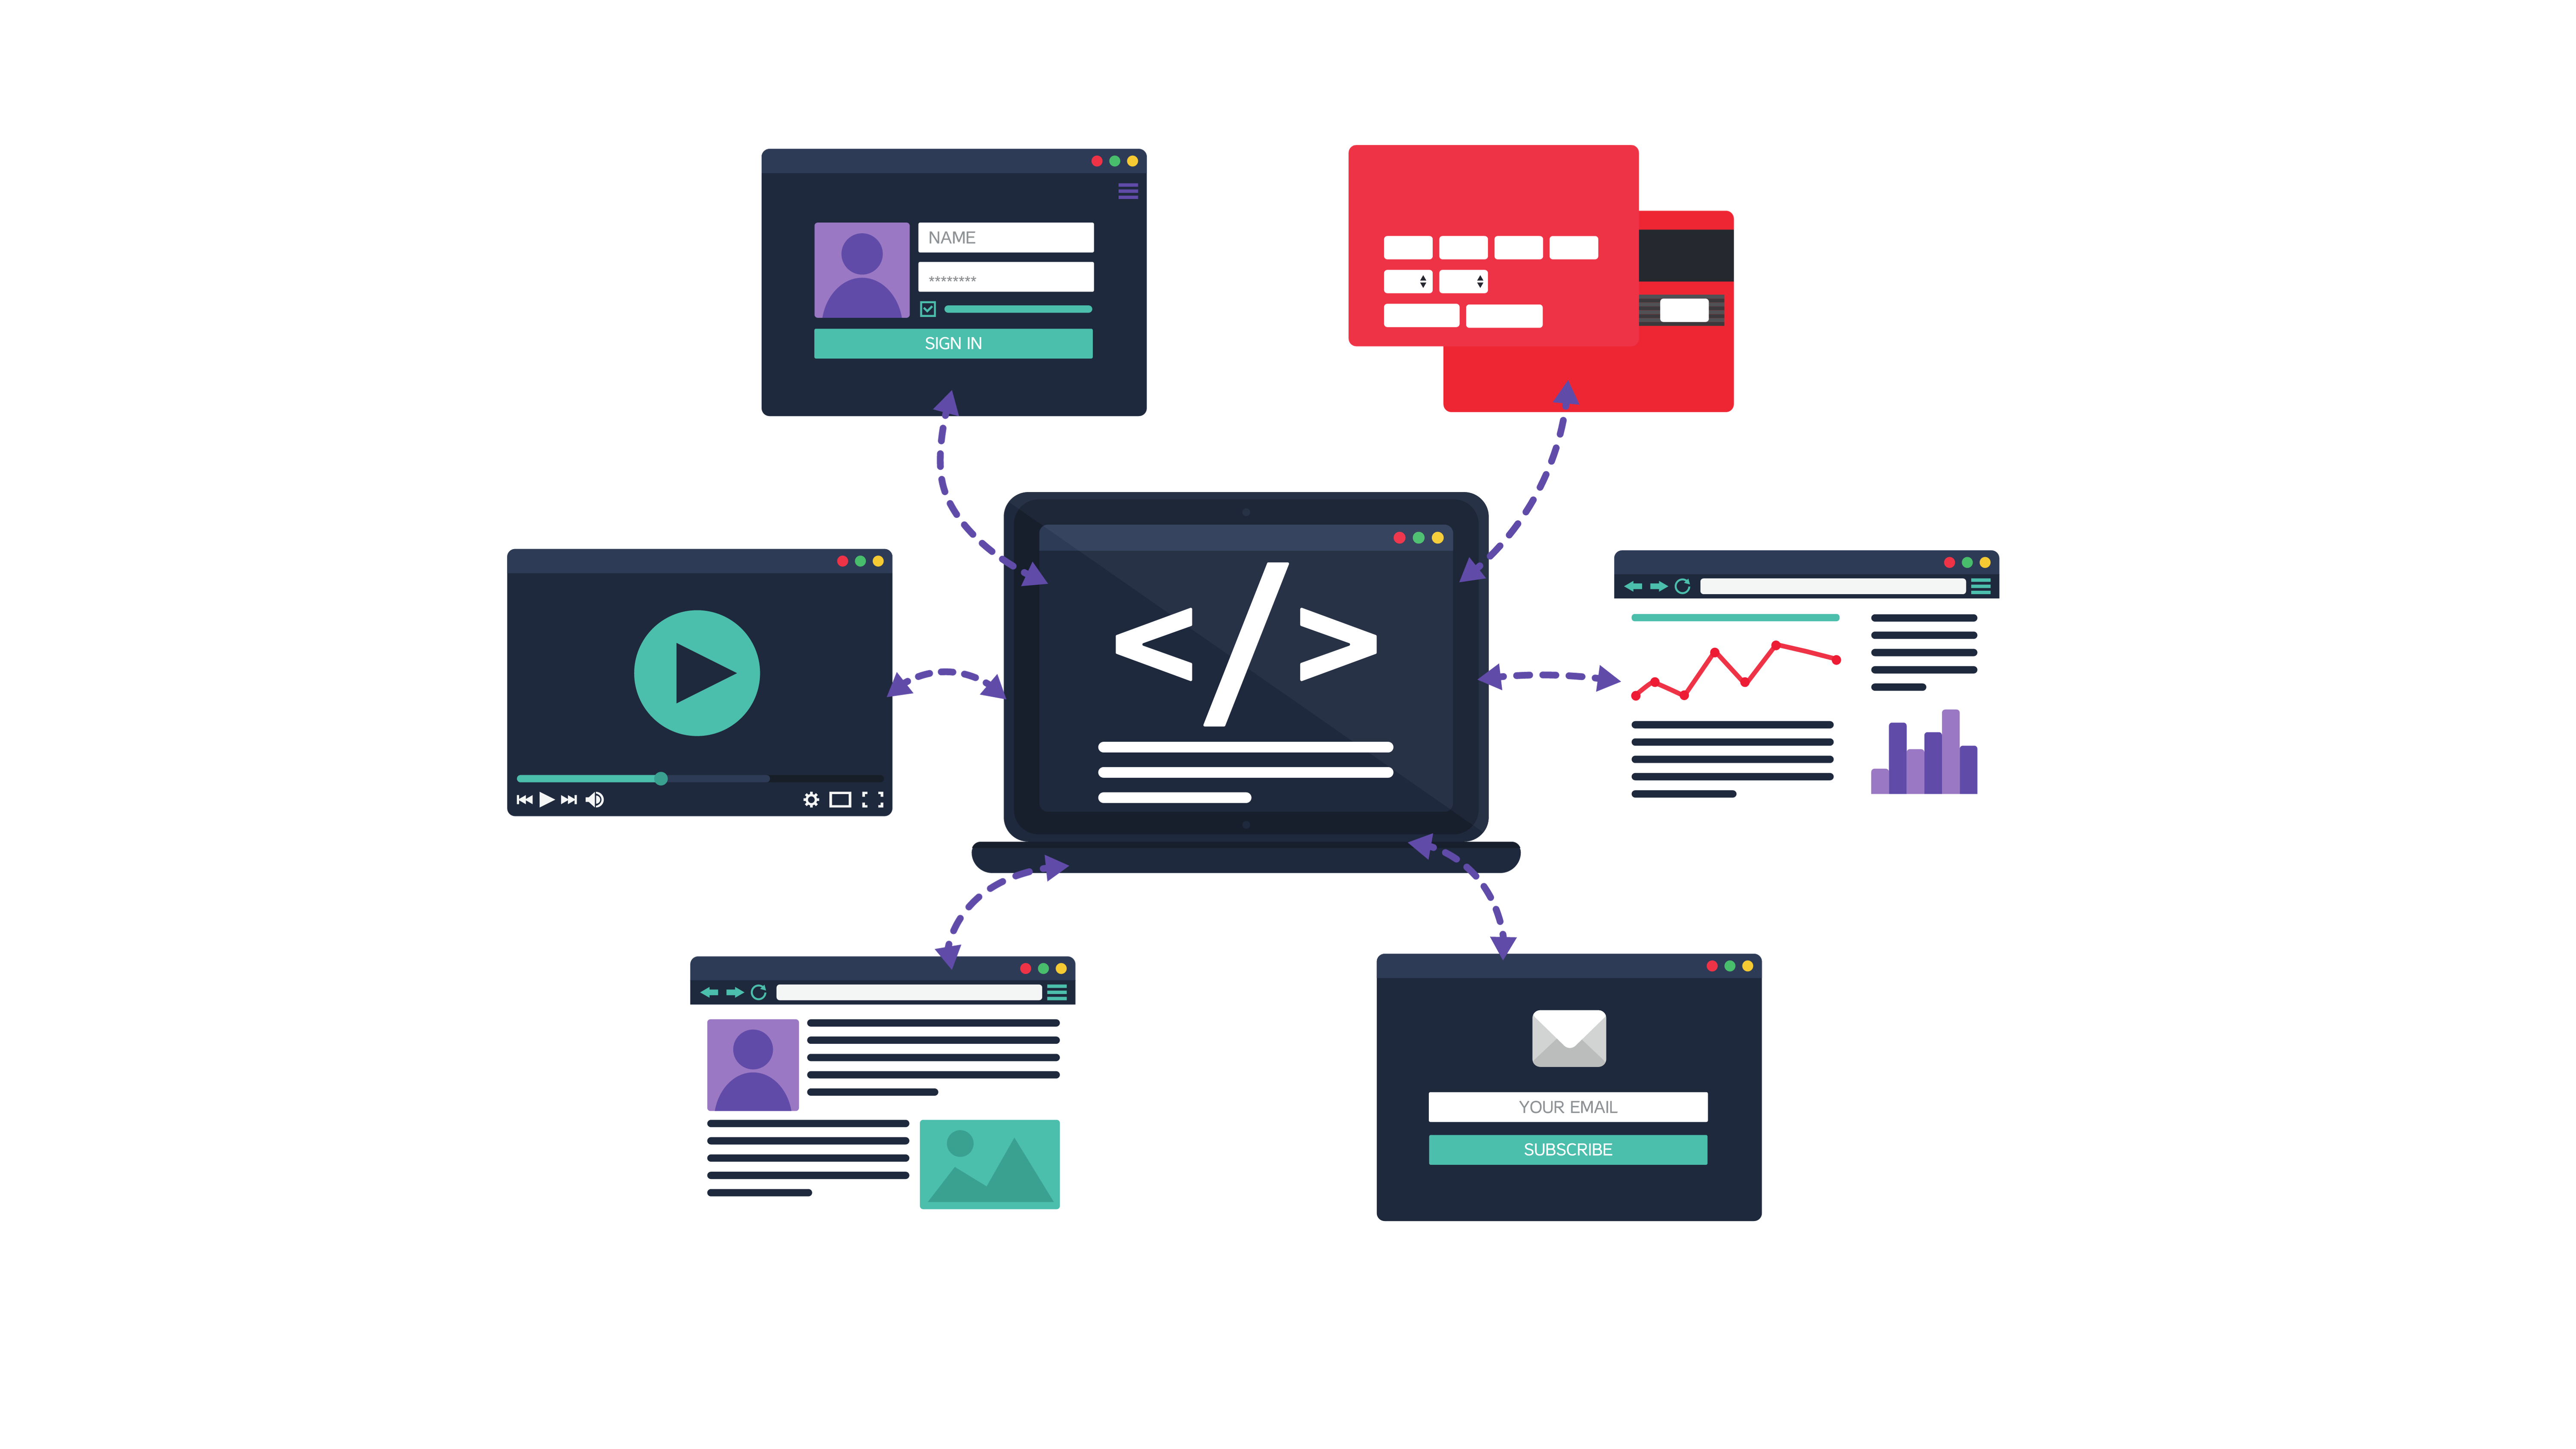 NAME
********
SIGN IN
</>
YOUR EMAIL
SUBSCRIBE